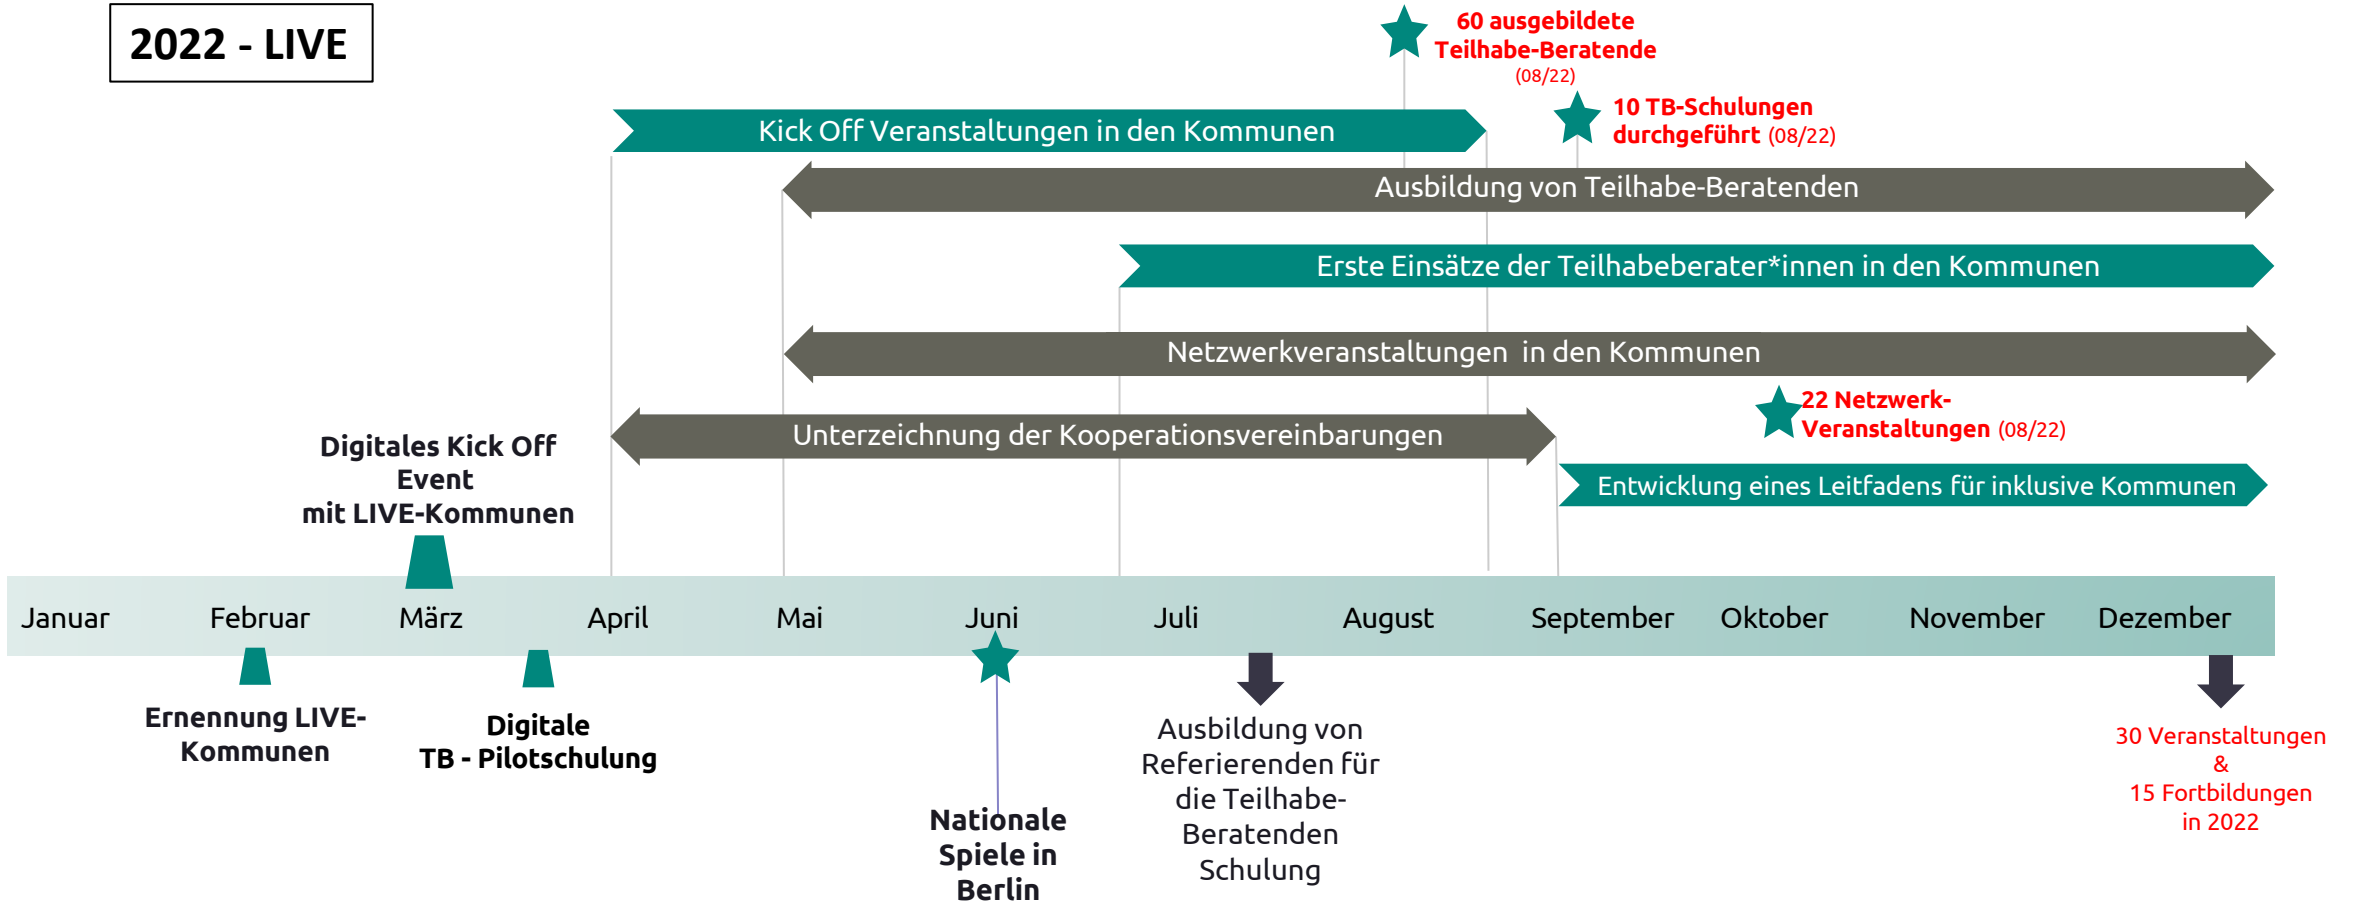 2022 - LIVE
60 ausgebildete
Teilhabe-Beratende
(08/22)
10 TB-Schulungen
durchgeführt (08/22)
Kick Off Veranstaltungen in den Kommunen
Ausbildung von Teilhabe-Beratenden
Erste Einsätze der Teilhabeberater*innen in den Kommunen
Netzwerkveranstaltungen in den Kommunen
22 Netzwerk-
Veranstaltungen (08/22)
Unterzeichnung der Kooperationsvereinbarungen
Entwicklung eines Leitfadens für inklusive Kommunen
Digitales Kick Off
Event
mit LIVE-Kommunen
Januar Februar März April Mai Juni Juli August September Oktober November Dezember
Ernennung LIVE-
Kommunen
Digitale
TB - Pilotschulung
Nationale
Spiele in
Berlin
Ausbildung von
Referierenden für
die Teilhabe-
Beratenden
Schulung
30 Veranstaltungen
&
15 Fortbildungen
in 2022